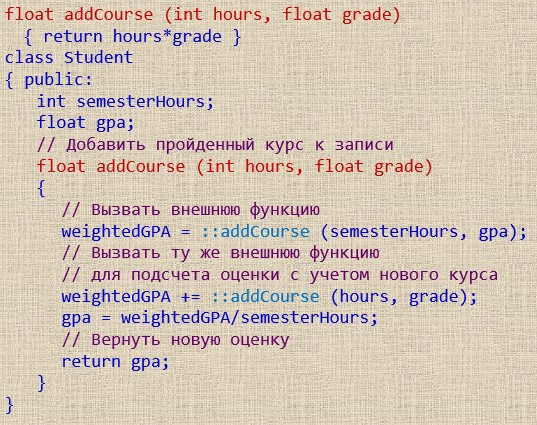 float addCourse (int hours, float grade)
{ return hours*grade }
class Student
{ public:
int semesterHours;
float gpa;
// Добавить пройденный курс к записи
float addCourse (int hours, float grade)
{
// Вызвать внешнюю функцию
weightedGPA = ::addCourse (semesterHours, gpa);
// Вызвать ту же внешнюю функцию
// для подсчета оценки с учетом нового курса
weightedGPA += ::addCourse (hours, grade);
gpa = weightedGPA/semesterHours;
// Вернуть новую оценку
return gpa;
}
}